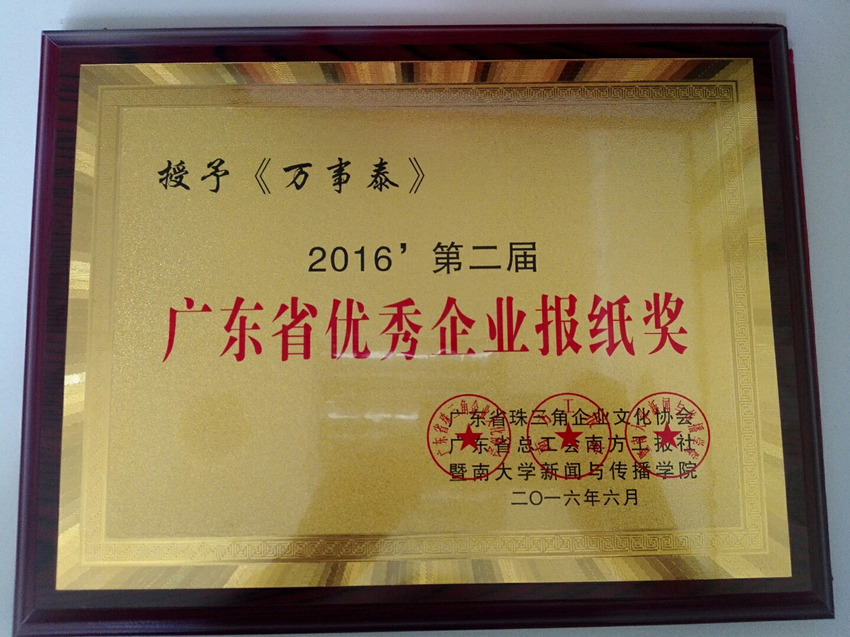 授予《万事泰》
2016’第二届
广东省优秀企业报纸奖
广东省珠三角企业文化协会
广东省总工会南方工报社
暨南大学新闻与传播学院
二〇一六年六月